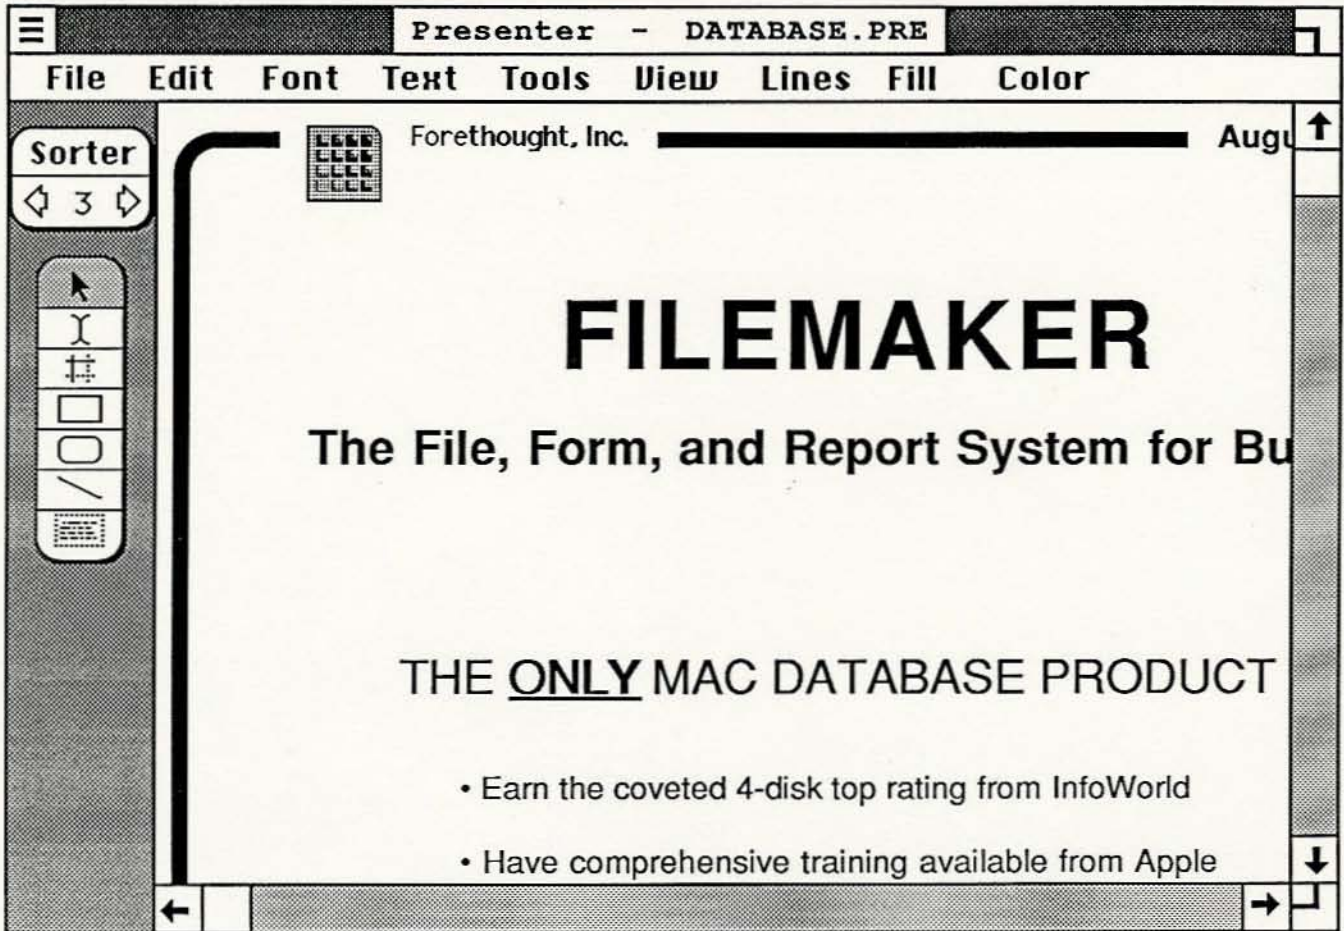 Presenter - DATABASE.PRE
File Edit Font Text Tools View Lines Fill Color
Sorter
3
Forethought, Inc.
Augu
FILEMAKER
The File, Form, and Report System for Bu
THE ONLY MAC DATABASE PRODUCT
• Earn the coveted 4-disk top rating from InfoWorld
• Have comprehensive training available from Apple